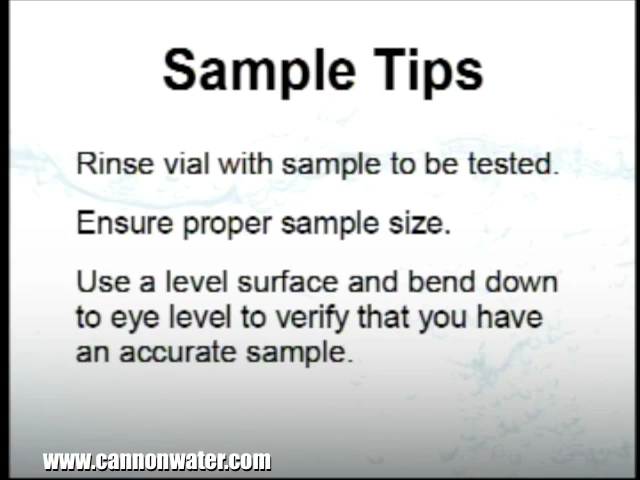 Sample Tips
Rinse vial with sample to be tested.
Ensure proper sample size.
Use a level surface and bend down
to eye level to verify that you have
an accurate sample.
www.cannonwater.com